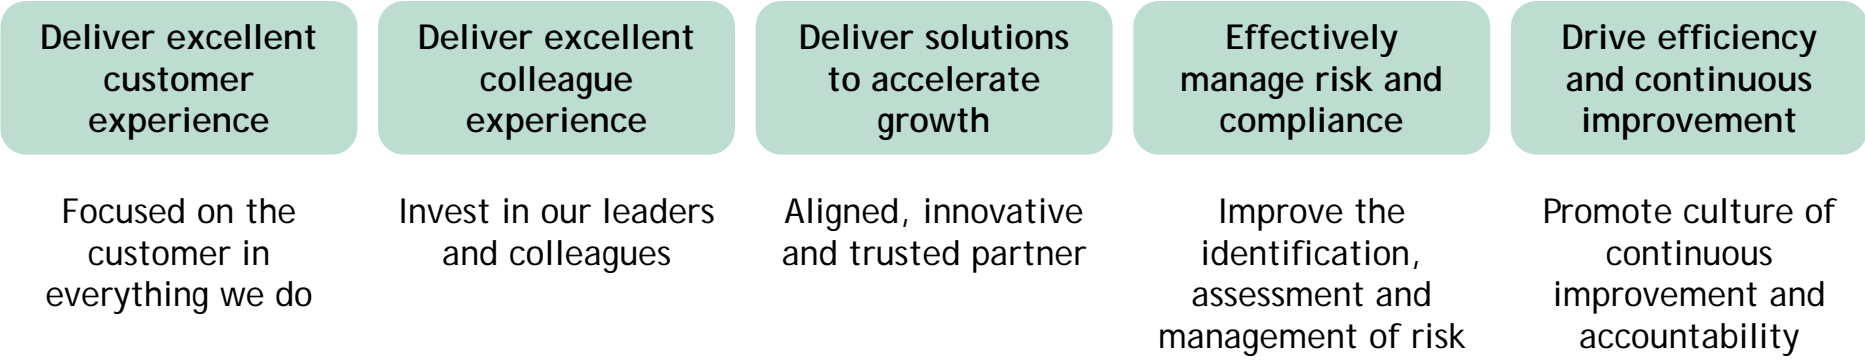 Deliver excellent
customer
experience
Focused on the
customer in
everything we do
Deliver excellent
colleague
experience
Invest in our leaders
and colleagues
Deliver solutions
to accelerate
growth
Aligned, innovative
and trusted partner
Effectively
manage risk and
compliance
Improve the
identification,
assessment and
management of risk
Drive efficiency
and continuous
improvement
Promote culture of
continuous
improvement and
accountability